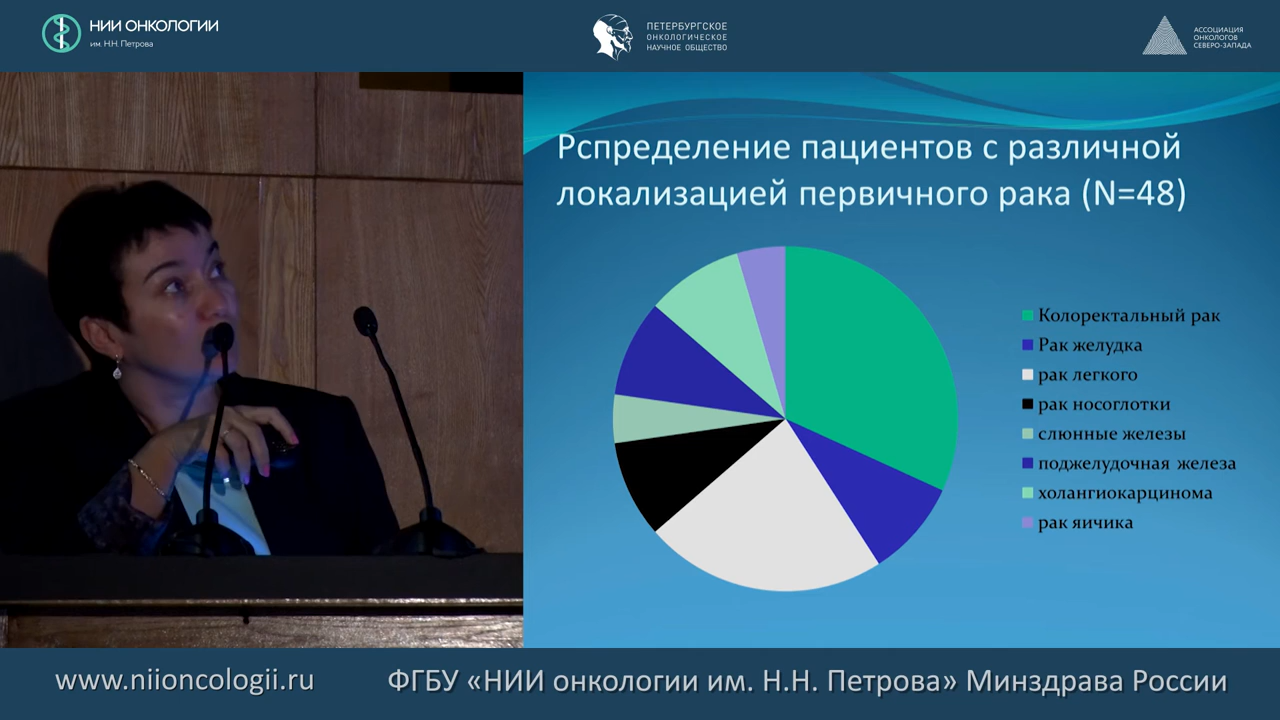 НИИ ОНКОЛОГИИ
им. Н.Н. Петрова
ПЕТЕРБУРГСКОЕ
ОНКОЛОГИЧЕСКОЕ
НАУЧНОЕ ОБЩЕСТВО
АССОЦИАЦИЯ
ОНКОЛОГОВ
СЕВЕРО-ЗАПАДА
Рспределение пациентов с различной
локализацией первичного рака (N=48)
Колоректальный рак
Рак желудка
рак легкого
рак носоглотки
слюнные железы
поджелудочная железа
холангиокарцинома
рак яичика
www.niioncologii.ru
ФГБУ «НИИ онкологии им. Н.Н. Петрова» Минздрава России